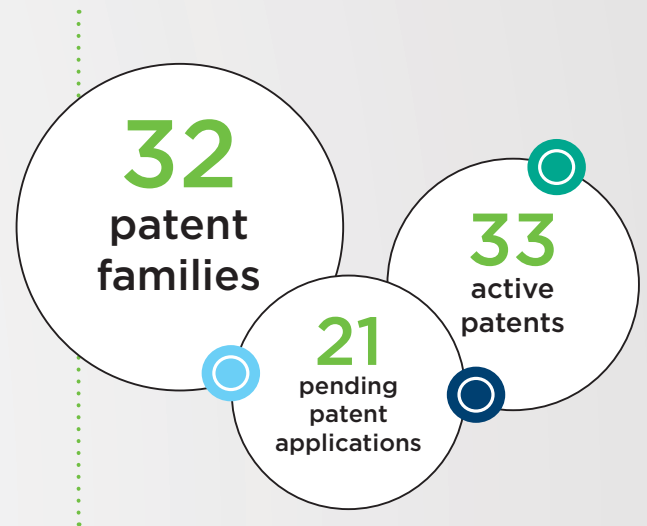 32
patent
families
33
active
patents
21
pending
patent
applications